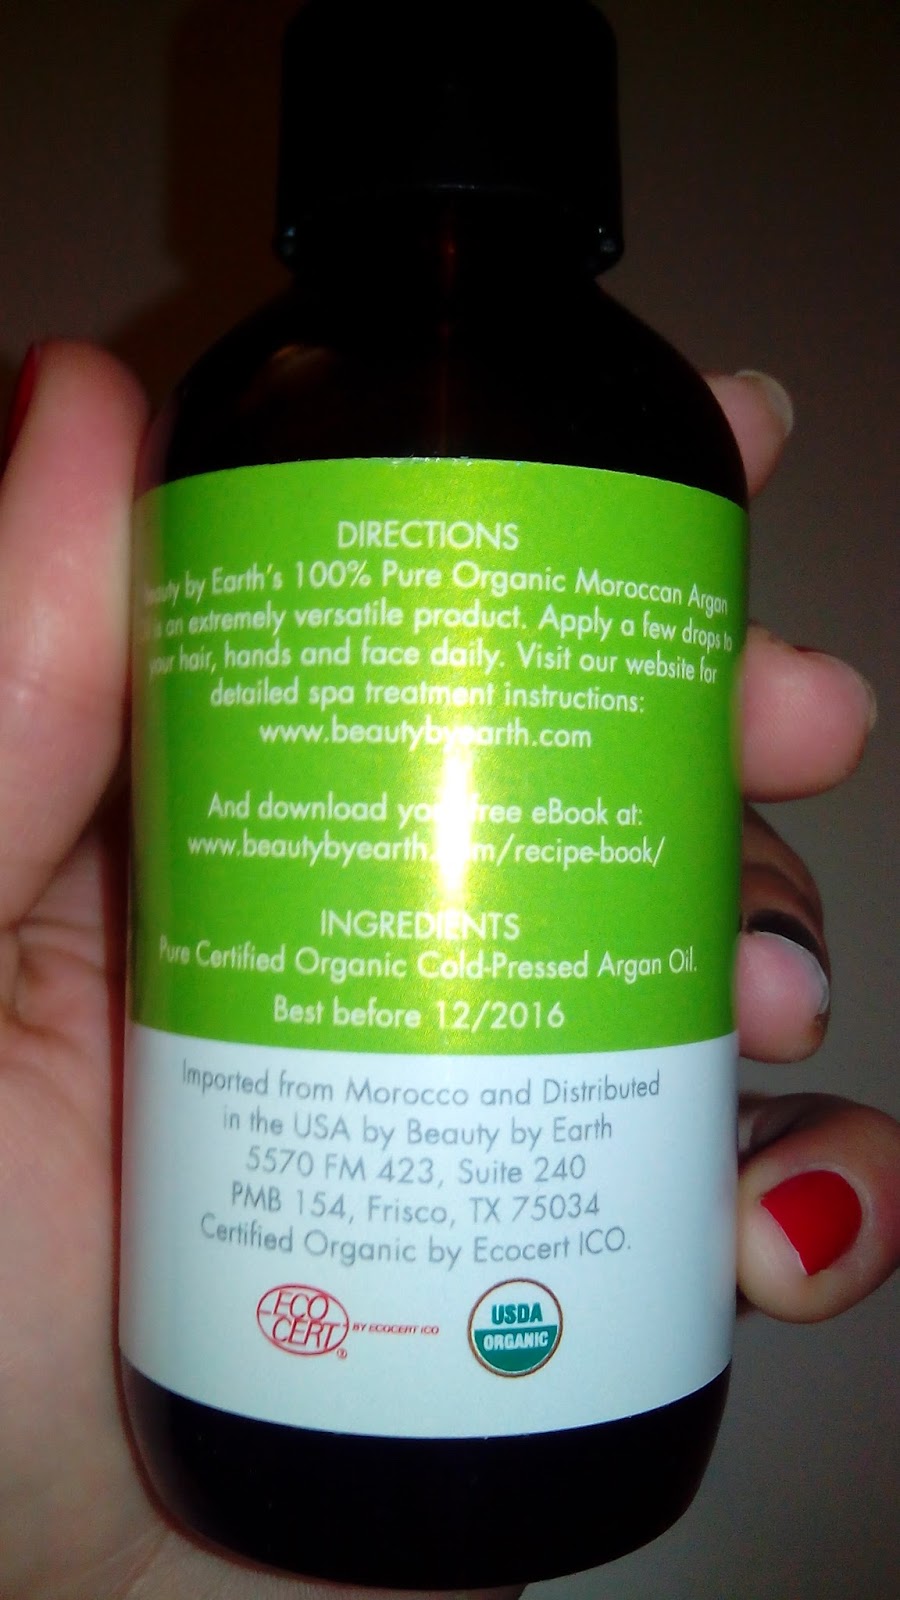 DIRECTIONS
by Earth's 100% Pure Organic Moroccan Argan
is an extremely versatile product. Apply a few drops to
your hair, hands and face daily. Visit our website for
detailed spa treatment instructions:
www.beautybyearth.com
And download free eBook at:
www.beautybyearth.com/recipe-book/
INGREDIENTS
Pure Certified Organic Cold-Pressed Argan Oil.
Best before 12/2016
Imported from Morocco and Distributed
in the USA by Beauty by Earth
5570 FM 423, Suite 240
PMB 154, Frisco, TX 75034
Certified Organic by Ecocert ICO.
ECO
CERT®
BY ECOCERT ICO
USDA
ORGANIC